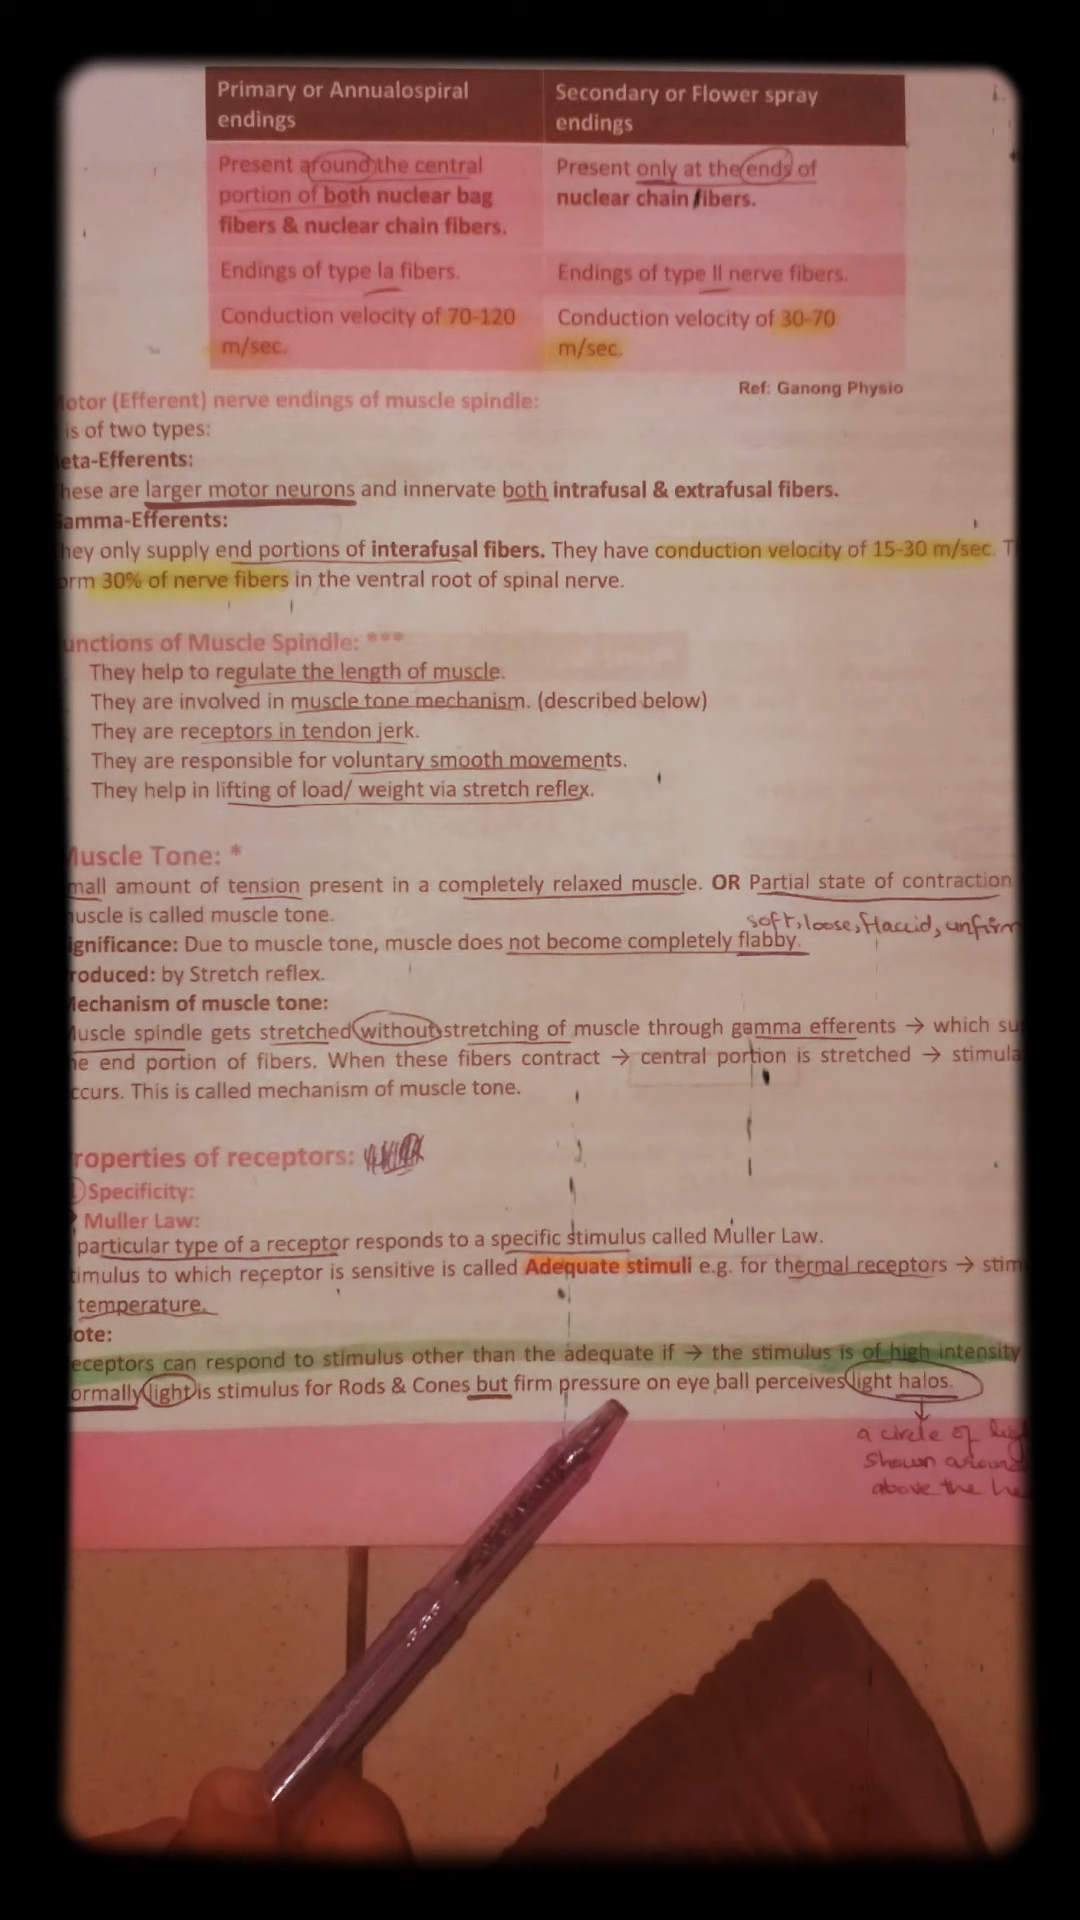 Primary or Annualospiral
endings
Secondary or Flower spray
endings
Present around the central
portion of both nuclear bag
fibers & nuclear chain fibers.
Present only at the ends of
nuclear chain fibers.
Endings of type Ia fibers.
Endings of type II nerve fibers.
Conduction velocity of 70-120
m/sec.
Conduction velocity of 30-70
m/sec.
Ref: Ganong Physio
otor (Efferent) nerve endings of muscle spindle:
is of two types:
eta-Efferents:
hese are larger motor neurons and innervate both intrafusal & extrafusal fibers.
amma-Efferents:
hey only supply end portions of interafusal fibers. They have conduction velocity of 15-30 m/sec. T
orm 30% of nerve fibers in the ventral root of spinal nerve.
unctions of Muscle Spindle: ***
They help to regulate the length of muscle.
They are involved in muscle tone mechanism. (described below)
They are receptors in tendon jerk.
They are responsible for voluntary smooth movements.
They help in lifting of load/ weight via stretch reflex.
Muscle Tone: *
mall amount of tension present in a completely relaxed muscle. OR Partial state of contraction
uscle is called muscle tone.
soft, loose, flaccid, unfirm
ignificance: Due to muscle tone, muscle does not become completely flabby.
roduced: by Stretch reflex.
Mechanism of muscle tone:
Muscle spindle gets stretched without stretching of muscle through gamma efferents → which su
he end portion of fibers. When these fibers contract → central portion is stretched → stimula
ccurs. This is called mechanism of muscle tone.
roperties of receptors:
Specificity:
Muller Law:
particular type of a receptor responds to a specific stimulus called Muller Law.
timulus to which receptor is sensitive is called Adequate stimuli e.g. for thermal receptors → stim
temperature.
ote:
eceptors can respond to stimulus other than the adequate if → the stimulus is of high intensity
ormally light is stimulus for Rods & Cones but firm pressure on eye ball perceives light halos.
a circle of lig
shown aroun
above the he